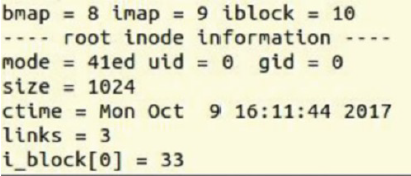 bmap = 8 imap = 9 iblock = 10
---- root inode information ----
mode = 41ed uid = 0  gid = 0
size = 1024
ctime = Mon Oct  9 16:11:44 2017
links = 3
i_block[0] = 33